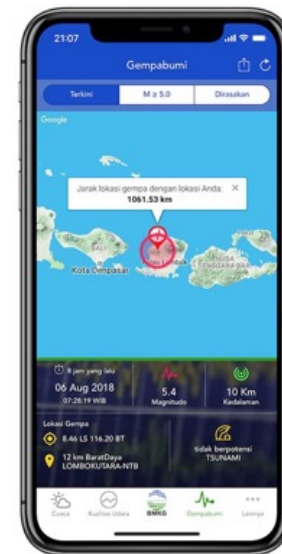 21:07
Gempabumi
Terkini
M ≥ 5.0
Dirasakan
Google
Jarak lokasi gempa dengan lokasi Anda.
1061.53 km
BALI
Kota Denpasar
Lombok
NUSA
TENGGARA BAR
8 jam yang lalu
06 Aug 2018
07:28:19 WIB
5.4
Magnitudo
10 Km
Kedalaman
Lokasi Gempa
8.46 LS 116.20 BT
12 km BaratDaya
LOMBOKUTARA-NTB
tidak berpotensi
TSUNAMI
Cuaca
Kualitas Udara
BMKG
Gempabumi
Lainnya